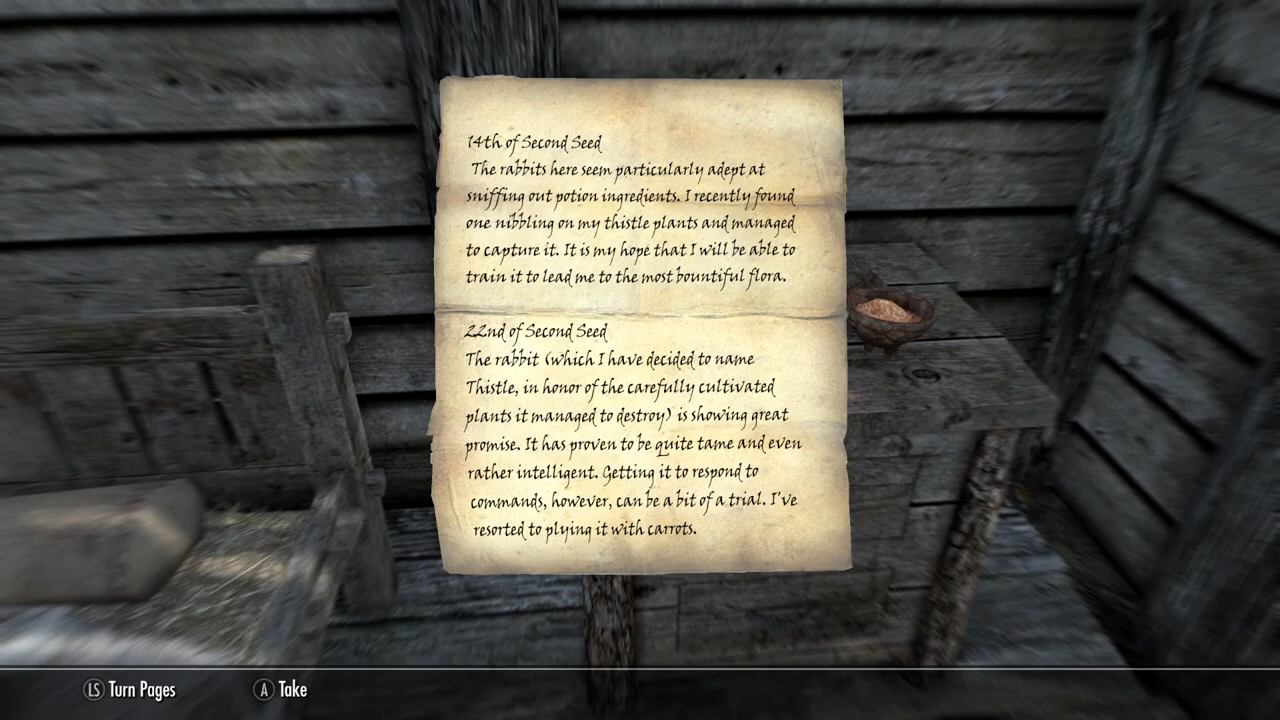 14th of Second Seed
The rabbits here seem particularly adept at
sniffing out potion ingredients. I recently found
one nibbling on my thistle plants and managed
to capture it. It is my hope that I will be able to
train it to lead me to the most bountiful flora.
22nd of Second Seed
The rabbit (which I have decided to name
Thistle, in honor of the carefully cultivated
plants it managed to destroy) is showing great
promise. It has proven to be quite tame and even
rather intelligent. Getting it to respond to
commands, however, can be a bit of a trial. I've
resorted to plying it with carrots.
LS Turn Pages A Take